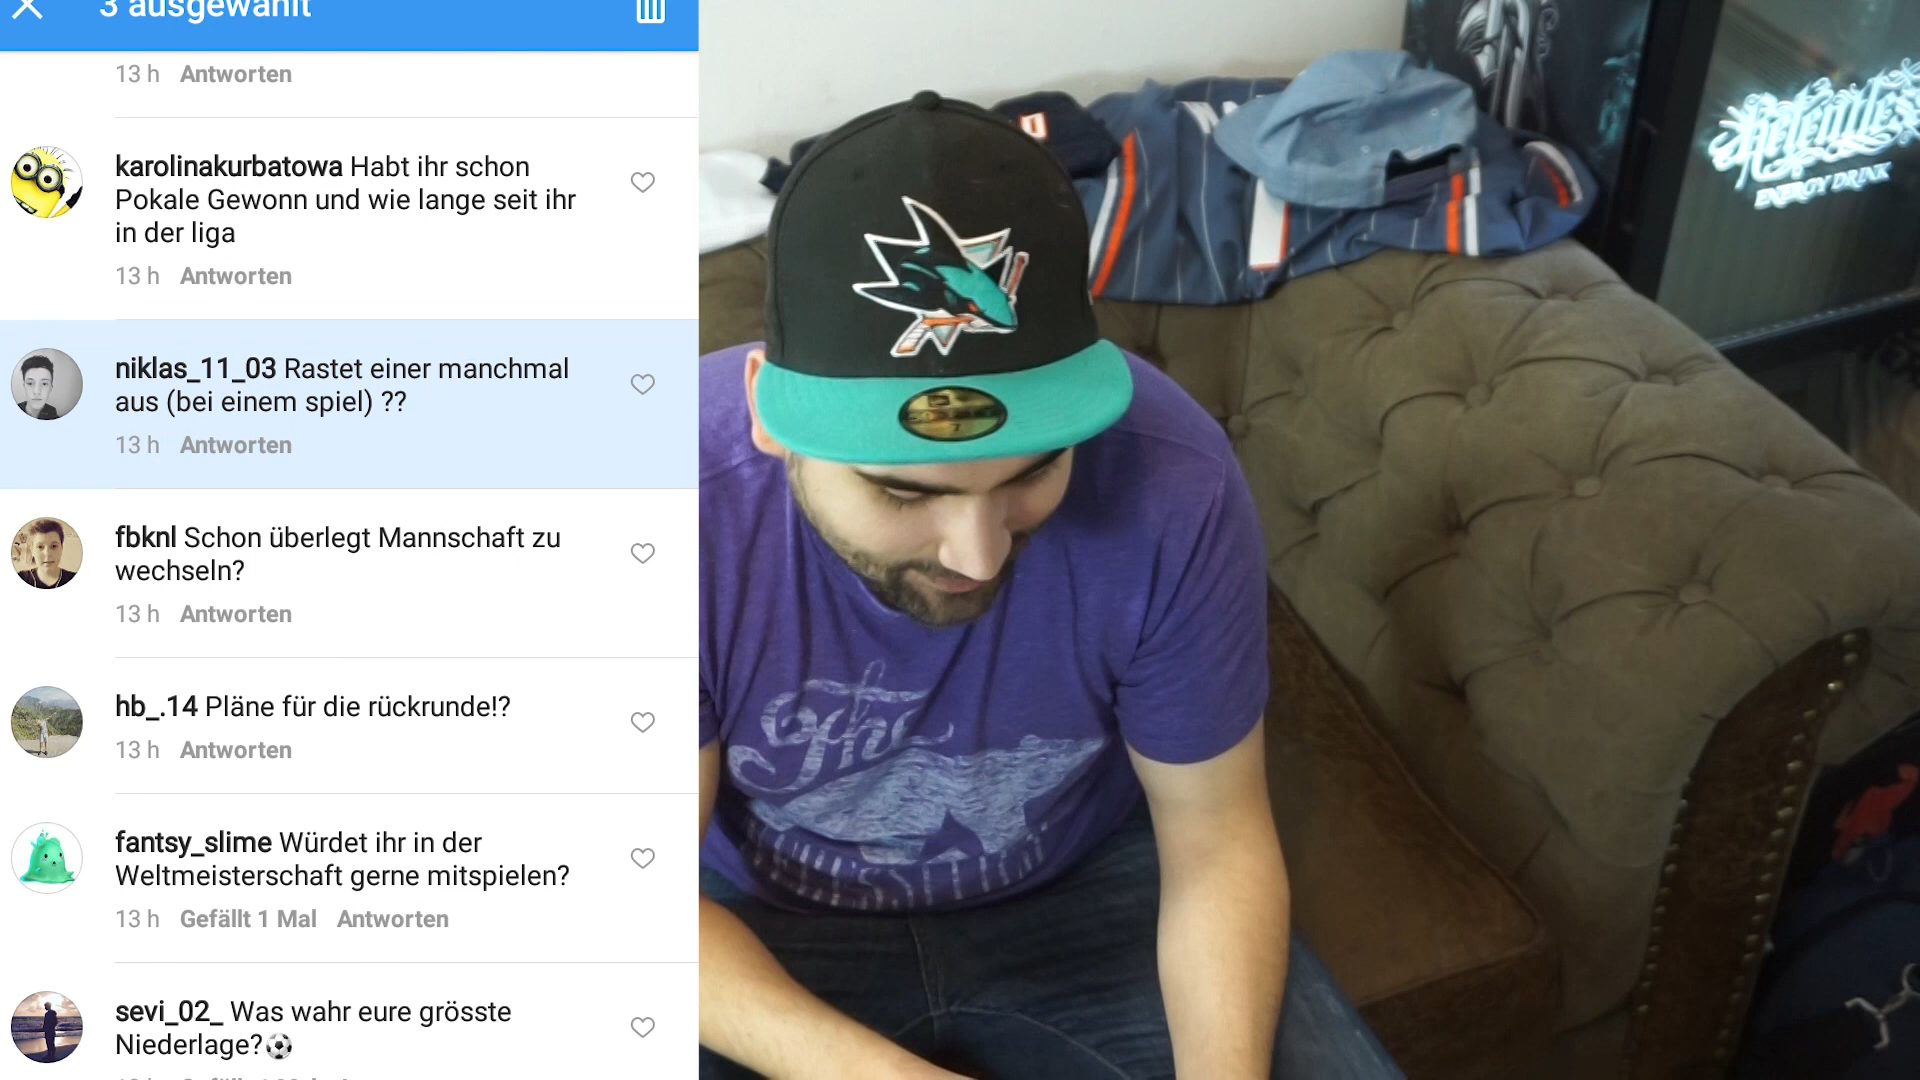 3 ausgewählt
13 h Antworten
karolinakurbatowa Habt ihr schon
Pokale Gewonn und wie lange seit ihr
in der liga
13 h Antworten
niklas_11_03 Rastet einer manchmal
aus (bei einem spiel) ??
13 h Antworten
fbknl Schon überlegt Mannschaft zu
wechseln?
13 h Antworten
hb_.14 Pläne für die rückrunde!?
13 h Antworten
fantsy_slime Würdet ihr in der
Weltmeisterschaft gerne mitspielen?
13 h Gefällt 1 Mal Antworten
sevi_02_ Was wahr eure grösste
Niederlage?⚽
Relentless
ENERGY DRINK
The